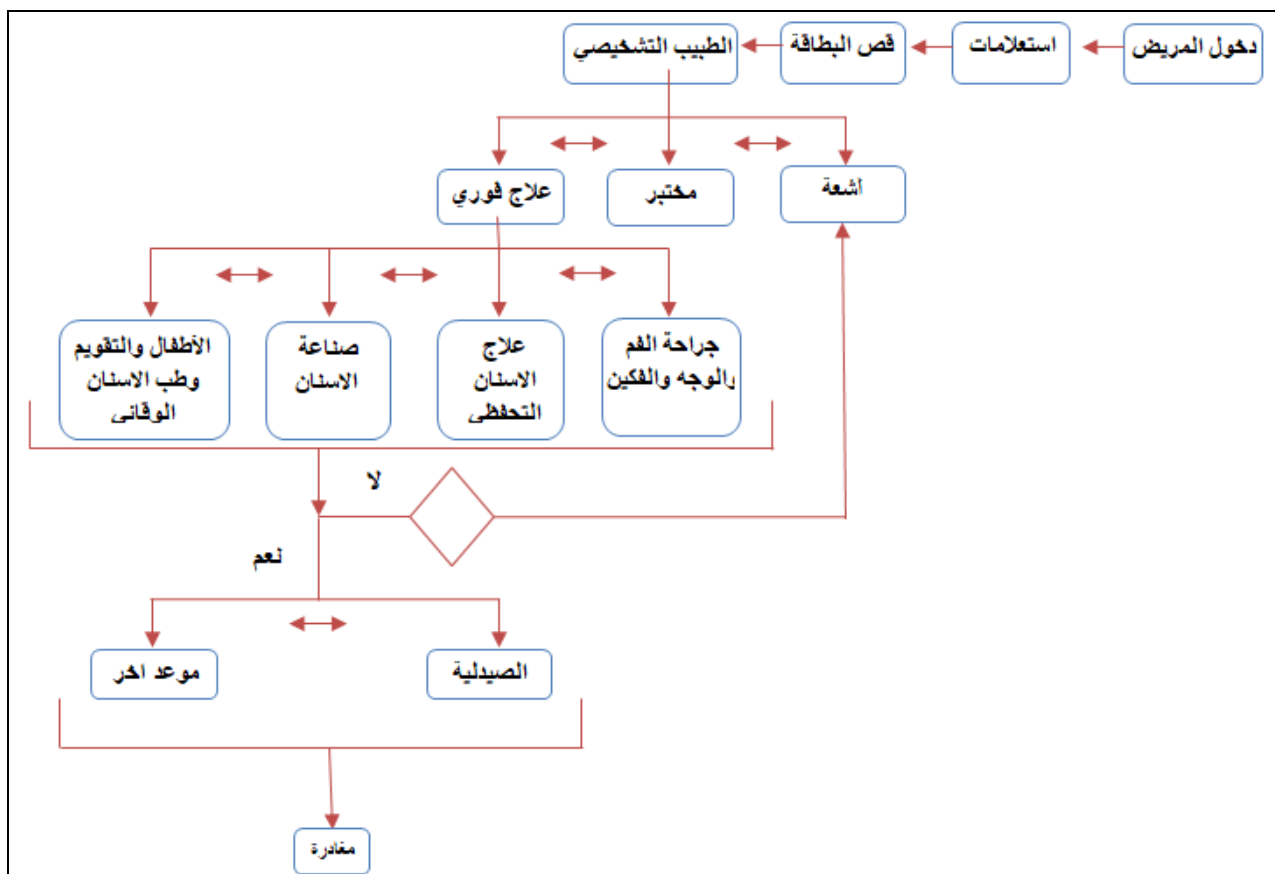 دخول المريض
استعلامات
قص البطاقة
الطبيب التشخيصي
اشعة
مختبر
علاج فوري
جراحة الفم
والوجه والفكين
علاج
الاسنان
التحفظي
صناعة
الاسنان
الأطفال والتقويم
وطب الاسنان
الوقائي
لا
نعم
الصيدلية
موعد اخر
مغادرة